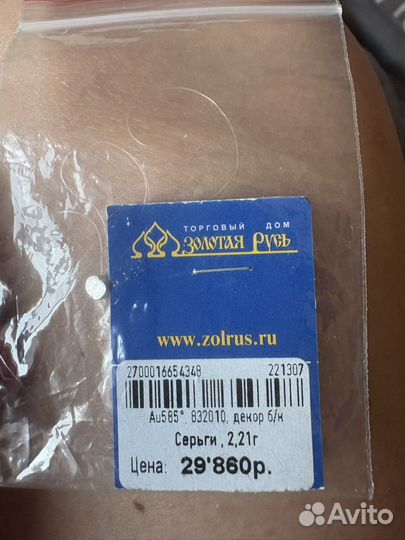 ТОРГОВЫЙ ДОМ
ЗОЛОТАЯ РУСЬ
www.zolrus.ru
2700016654348 221307
Au585°, 832010, декор б/к
Серьги , 2,21г
Цена: 29'860р.
Avito